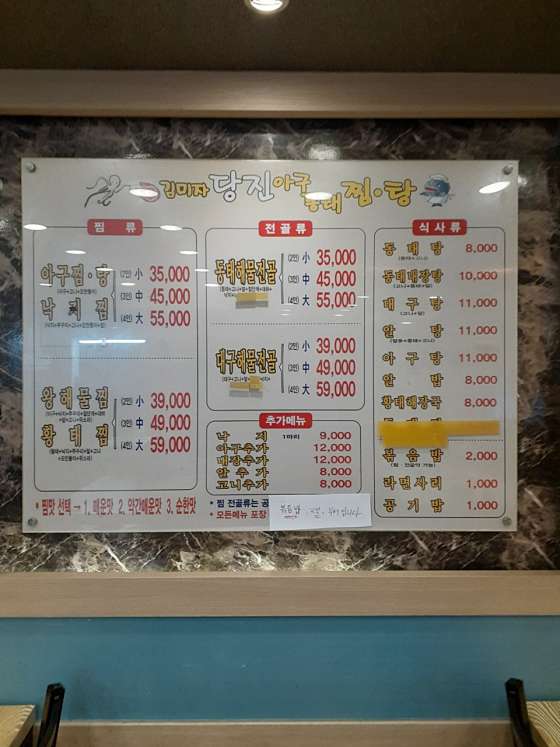 김미자 당진아구동태 찜·탕
찜 류
아구찜·탕
낙지찜
(2인) 小 35,000
(3인) 中 45,000
(4인) 大 55,000
황해물찜
황태찜
(2인) 小 39,000
(3인) 中 49,000
(4인) 大 59,000
* 찜맛 선택 → 1. 매운맛 2. 약간매운맛 3. 순한맛
전 골 류
동태해물전골
(2인) 小 35,000
(3인) 中 45,000
(4인) 大 55,000
대구해물전골
(2인) 小 39,000
(3인) 中 49,000
(4인) 大 59,000
추가메뉴
낙 지 1마리 9,000
아구추가 12,000
내장추가 12,000
알추가 8,000
고니추가 8,000
* 찜 전골류는 공
* 모든메뉴 포장
볶음밥
식 사 류
동태탕 8,000
동태내장탕 10,000
대구탕 11,000
알탕 11,000
아구탕 11,000
알밥 8,000
황태해장국 8,000
볶음밥 2,000
(찜 전골의 가능)
라면사리 1,000
공기밥 1,000